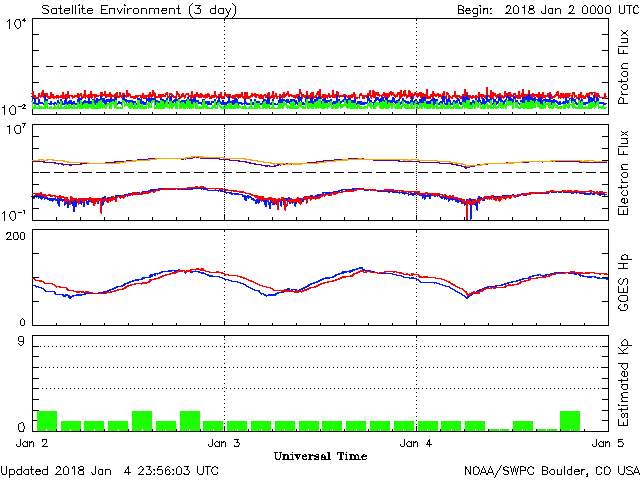 Satellite Environment (3 day) Begin: 2018 Jan 2 0000 UTC
10^4
10^-2
Proton Flux
10^7
10^-1
Electron Flux
200
0
GOES Hp
9
0
Estimated Kp
Jan 2 Jan 3 Jan 4 Jan 5
Universal Time
Updated 2018 Jan 4 23:56:03 UTC NOAA/SWPC Boulder, CO USA